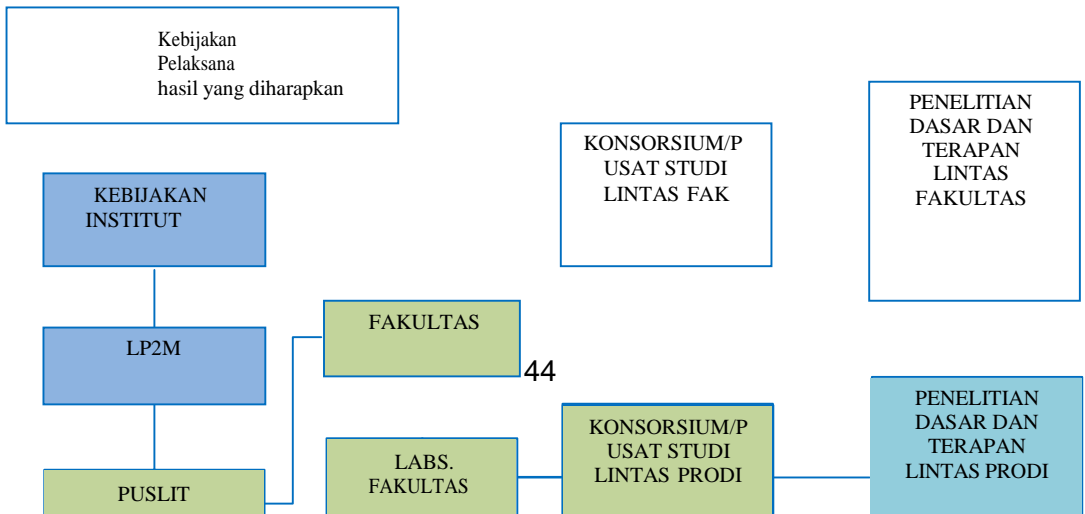 Kebijakan
Pelaksana
hasil yang diharapkan
KEBIJAKAN
INSTITUT
LP2M
PUSLIT
FAKULTAS
44
LABS.
FAKULTAS
KONSORSIUM/P
USAT STUDI
LINTAS FAK
KONSORSIUM/P
USAT STUDI
LINTAS PRODI
PENELITIAN
DASAR DAN
TERAPAN
LINTAS
FAKULTAS
PENELITIAN
DASAR DAN
TERAPAN
LINTAS PRODI